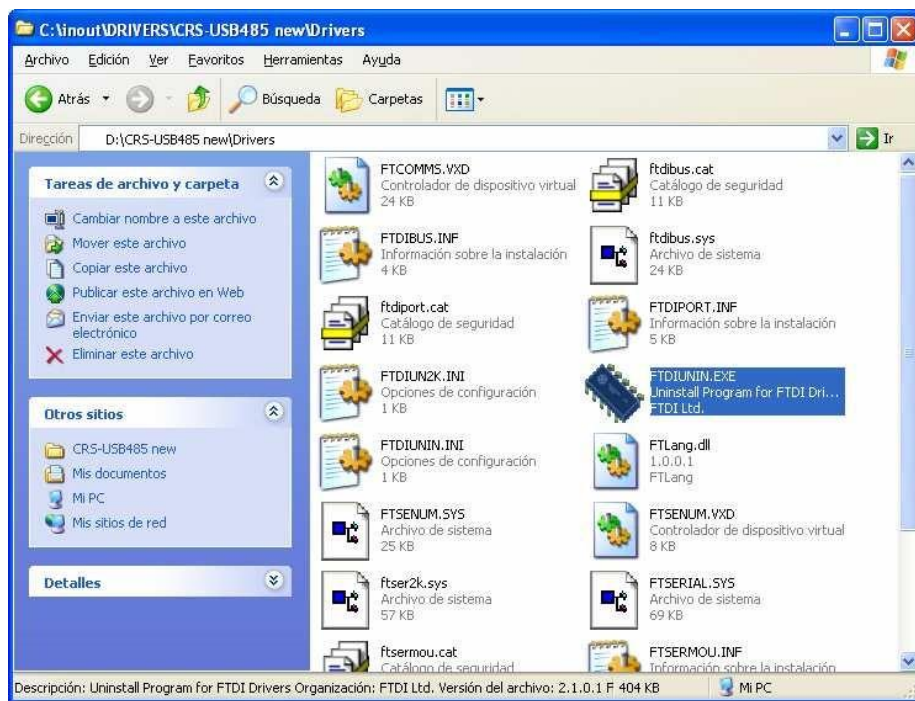 C:\inout\DRIVERS\CRS-USB485 new\Drivers
Archivo Edición Ver Favoritos Herramientas Ayuda
Atrás Búsqueda Carpetas
Dirección D:\CRS-USB485 new\Drivers Ir
Tareas de archivo y carpeta
Cambiar nombre a este archivo
Mover este archivo
Copiar este archivo
Publicar este archivo en Web
Enviar este archivo por correo
electrónico
Eliminar este archivo
Otros sitios
CRS-USB485 new
Mis documentos
Mi PC
Mis sitios de red
Detalles
FTCOMMS.VXD
Controlador de dispositivo virtual
24 KB
ftdibus.cat
Catálogo de seguridad
11 KB
FTDIBUS.INF
Información sobre la instalación
4 KB
ftdibus.sys
Archivo de sistema
24 KB
ftdiport.cat
Catálogo de seguridad
11 KB
FTDIPORT.INF
Información sobre la instalación
5 KB
FTDIUN2K.INI
Opciones de configuración
1 KB
FTDIUNIN.EXE
Uninstall Program for FTDI Dri...
FTDI Ltd.
FTDIUNIN.INI
Opciones de configuración
1 KB
FTLang.dll
1.0.0.1
FTLang
FTSENUM.SYS
Archivo de sistema
25 KB
FTSENUM.VXD
Controlador de dispositivo virtual
8 KB
ftser2k.sys
Archivo de sistema
57 KB
FTSERIAL.SYS
Archivo de sistema
69 KB
ftsermou.cat
Catálogo de seguridad
FTSERMOU.INF
Información sobre la instalación
Descripción: Uninstall Program for FTDI Drivers Organización: FTDI Ltd. Versión del archivo: 2.1.0.1 F 404 KB Mi PC